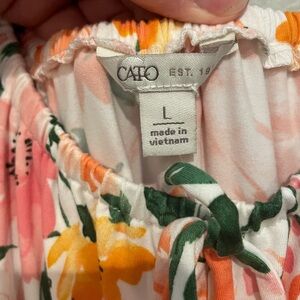 CATO EST. 19
L
made in
vietnam